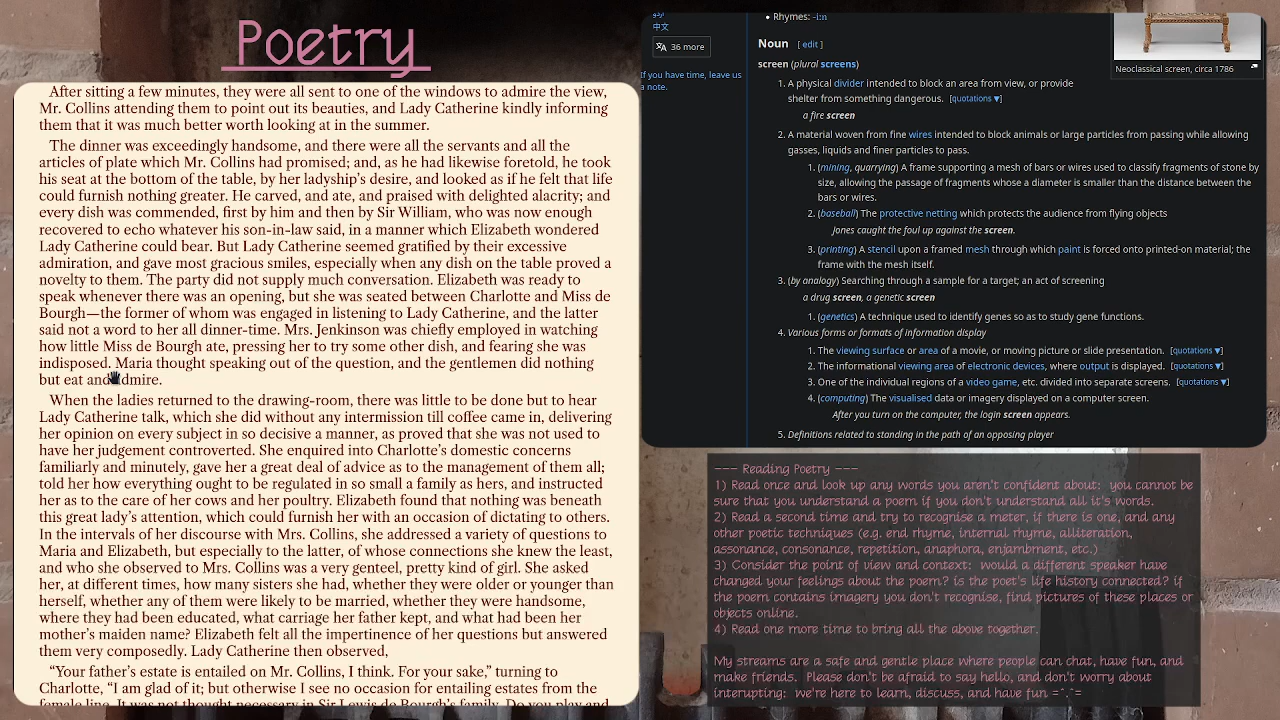 Poetry
After sitting a few minutes, they were all sent to one of the windows to admire the view,
Mr. Collins attending them to point out its beauties, and Lady Catherine kindly informing
them that it was much better worth looking at in the summer.
The dinner was exceedingly handsome, and there were all the servants and all the
articles of plate which Mr. Collins had promised; and, as he had likewise foretold, he took
his seat at the bottom of the table, by her ladyship's desire, and looked as if he felt that life
could furnish nothing greater. He carved, and ate, and praised with delighted alacrity; and
every dish was commended, first by him and then by Sir William, who was now enough
recovered to echo whatever his son-in-law said, in a manner which Elizabeth wondered
Lady Catherine could bear. But Lady Catherine seemed gratified by their excessive
admiration, and gave most gracious smiles, especially when any dish on the table proved a
novelty to them. The party did not supply much conversation. Elizabeth was ready to
speak whenever there was an opening, but she was seated between Charlotte and Miss de
Bourgh—the former of whom was engaged in listening to Lady Catherine, and the latter
said not a word to her all dinner-time. Mrs. Jenkinson was chiefly employed in watching
how little Miss de Bourgh ate, pressing her to try some other dish, and fearing she was
indisposed. Maria thought speaking out of the question, and the gentlemen did nothing
but eat and admire.
When the ladies returned to the drawing-room, there was little to be done but to hear
Lady Catherine talk, which she did without any intermission till coffee came in, delivering
her opinion on every subject in so decisive a manner, as proved that she was not used to
have her judgement controverted. She enquired into Charlotte's domestic concerns
familiarly and minutely, gave her a great deal of advice as to the management of them all;
told her how everything ought to be regulated in so small a family as hers, and instructed
her as to the care of her cows and her poultry. Elizabeth found that nothing was beneath
this great lady's attention, which could furnish her with an occasion of dictating to others.
In the intervals of her discourse with Mrs. Collins, she addressed a variety of questions to
Maria and Elizabeth, but especially to the latter, of whose connections she knew the least,
and who she observed to Mrs. Collins was a very genteel, pretty kind of girl. She asked
her, at different times, how many sisters she had, whether they were older or younger than
herself, whether any of them were likely to be married, whether they were handsome,
where they had been educated, what carriage her father kept, and what had been her
mother's maiden name? Elizabeth felt all the impertinence of her questions but answered
them very composedly. Lady Catherine then observed,
"Your father's estate is entailed on Mr. Collins, I think. For your sake," turning to
Charlotte, "I am glad of it; but otherwise I see no occasion for entailing estates from the
female line. It was not thought necessary in Sir Lewis de Bourgh's family. Do you play and
中文
36 more
If you have time, leave us
a note.
• Rhymes: -iːn
Noun [ edit ]
screen (plural screens)
1. A physical divider intended to block an area from view, or provide
shelter from something dangerous. [quotations ▼]
a fire screen
2. A material woven from fine wires intended to block animals or large particles from passing while allowing
gasses, liquids and finer particles to pass.
1. (mining, quarrying) A frame supporting a mesh of bars or wires used to classify fragments of stone by
size, allowing the passage of fragments whose a diameter is smaller than the distance between the
bars or wires.
2. (baseball) The protective netting which protects the audience from flying objects
Jones caught the foul up against the screen.
3. (printing) A stencil upon a framed mesh through which paint is forced onto printed-on material; the
frame with the mesh itself.
3. (by analogy) Searching through a sample for a target; an act of screening
a drug screen, a genetic screen
1. (genetics) A technique used to identify genes so as to study gene functions.
4. Various forms or formats of information display
1. The viewing surface or area of a movie, or moving picture or slide presentation. [quotations ▼]
2. The informational viewing area of electronic devices, where output is displayed. [quotations ▼]
3. One of the individual regions of a video game, etc. divided into separate screens. [quotations ▼]
4. (computing) The visualised data or imagery displayed on a computer screen.
After you turn on the computer, the login screen appears.
5. Definitions related to standing in the path of an opposing player
Neoclassical screen, circa 1786
--- Reading Poetry ---
1) Read once and look up any words you aren't confident about: you cannot be
sure that you understand a poem if you don't understand all it's words.
2) Read a second time and try to recognise a meter, if there is one, and any
other poetic techniques (e.g. end rhyme, internal rhyme, alliteration,
assonance, consonance, repetition, anaphora, enjambment, etc.)
3) Consider the point of view and context: would a different speaker have
changed your feelings about the poem? is the poet's life history connected? if
the poem contains imagery you don't recognise, find pictures of these places or
objects online.
4) Read one more time to bring all the above together.
My streams are a safe and gentle place where people can chat, have fun, and
make friends. Please don't be afraid to say hello, and don't worry about
interupting: we're here to learn, discuss, and have fun =^.^=